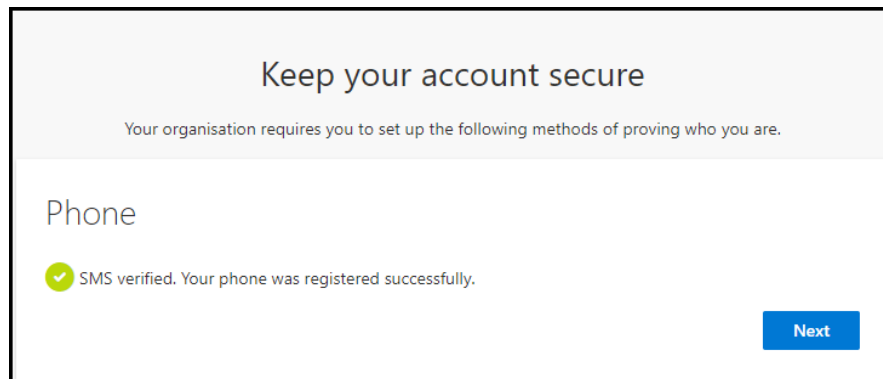 Keep your account secure
Your organisation requires you to set up the following methods of proving who you are.
Phone
SMS verified. Your phone was registered successfully.
Next